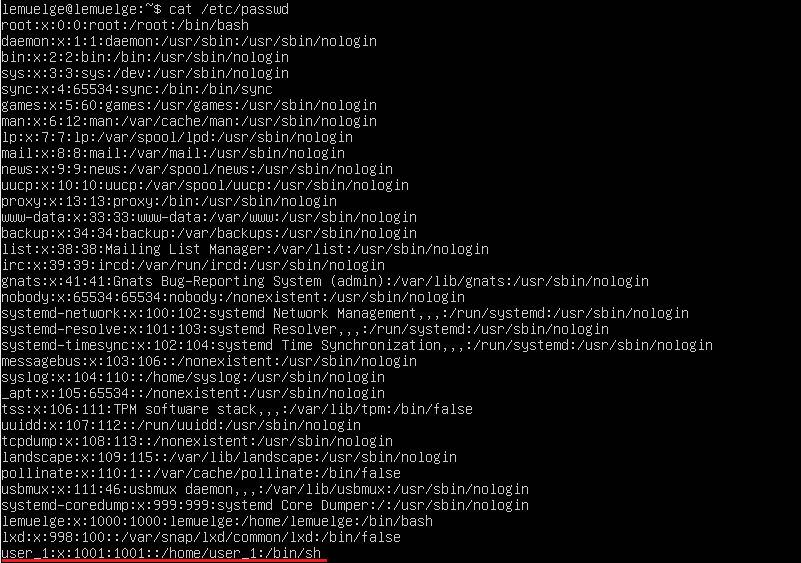 lemuelge@lemuelge:~$ cat /etc/passwd
root:x:0:0:root:/root:/bin/bash
daemon:x:1:1:daemon:/usr/sbin:/usr/sbin/nologin
bin:x:2:2:bin:/bin:/usr/sbin/nologin
sys:x:3:3:sys:/dev:/usr/sbin/nologin
sync:x:4:65534:sync:/bin:/bin/sync
games:x:5:60:games:/usr/games:/usr/sbin/nologin
man:x:6:12:man:/var/cache/man:/usr/sbin/nologin
lp:x:7:7:lp:/var/spool/lpd:/usr/sbin/nologin
mail:x:8:8:mail:/var/mail:/usr/sbin/nologin
news:x:9:9:news:/var/spool/news:/usr/sbin/nologin
uucp:x:10:10:uucp:/var/spool/uucp:/usr/sbin/nologin
proxy:x:13:13:proxy:/bin:/usr/sbin/nologin
www-data:x:33:33:www-data:/var/www:/usr/sbin/nologin
backup:x:34:34:backup:/var/backups:/usr/sbin/nologin
list:x:38:38:Mailing List Manager:/var/list:/usr/sbin/nologin
irc:x:39:39:ircd:/var/run/ircd:/usr/sbin/nologin
gnats:x:41:41:Gnats Bug-Reporting System (admin):/var/lib/gnats:/usr/sbin/nologin
nobody:x:65534:65534:nobody:/nonexistent:/usr/sbin/nologin
systemd-network:x:100:102:systemd Network Management,,,:/run/systemd:/usr/sbin/nologin
systemd-resolve:x:101:103:systemd Resolver,,,:/run/systemd:/usr/sbin/nologin
systemd-timesync:x:102:104:systemd Time Synchronization,,,:/run/systemd:/usr/sbin/nologin
messagebus:x:103:106::/nonexistent:/usr/sbin/nologin
syslog:x:104:110::/home/syslog:/usr/sbin/nologin
_apt:x:105:65534::/nonexistent:/usr/sbin/nologin
tss:x:106:111:TPM software stack,,,:/var/lib/tpm:/bin/false
uuidd:x:107:112::/run/uuidd:/usr/sbin/nologin
tcpdump:x:108:113::/nonexistent:/usr/sbin/nologin
landscape:x:109:115::/var/lib/landscape:/usr/sbin/nologin
pollinate:x:110:1::/var/cache/pollinate:/bin/false
usbmux:x:111:46:usbmux daemon,,,:/var/lib/usbmux:/usr/sbin/nologin
systemd-coredump:x:999:999:systemd Core Dumper:/:/usr/sbin/nologin
lemuelge:x:1000:1000:lemuelge:/home/lemuelge:/bin/bash
lxd:x:998:100::/var/snap/lxd/common/lxd:/bin/false
user_1:x:1001:1001::/home/user_1:/bin/sh